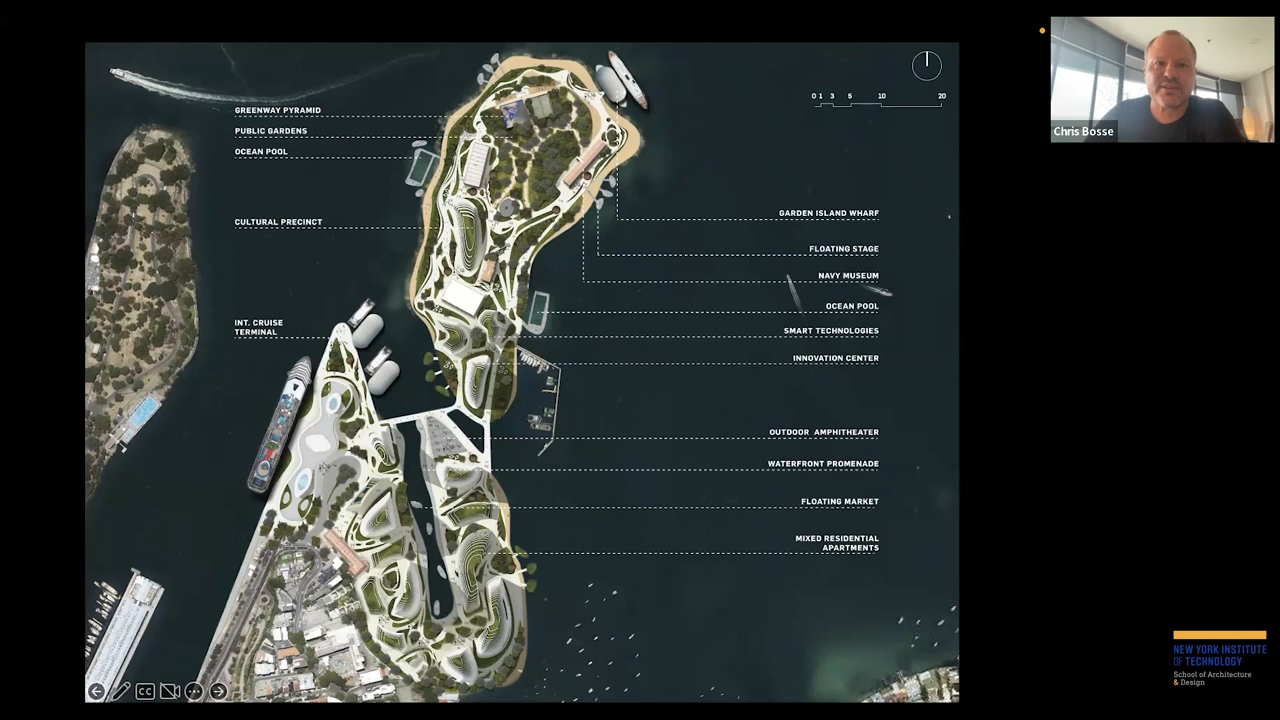 GREENWAY PYRAMID
PUBLIC GARDENS
OCEAN POOL
CULTURAL PRECINCT
INT. CRUISE
TERMINAL
0 1 3 5 10 20
GARDEN ISLAND WHARF
FLOATING STAGE
NAVY MUSEUM
OCEAN POOL
SMART TECHNOLOGIES
INNOVATION CENTER
OUTDOOR AMPHITHEATER
WATERFRONT PROMENADE
FLOATING MARKET
MIXED RESIDENTIAL
APARTMENTS
CC
Chris Bosse
NEW YORK INSTITUTE
OF TECHNOLOGY
School of Architecture
& Design